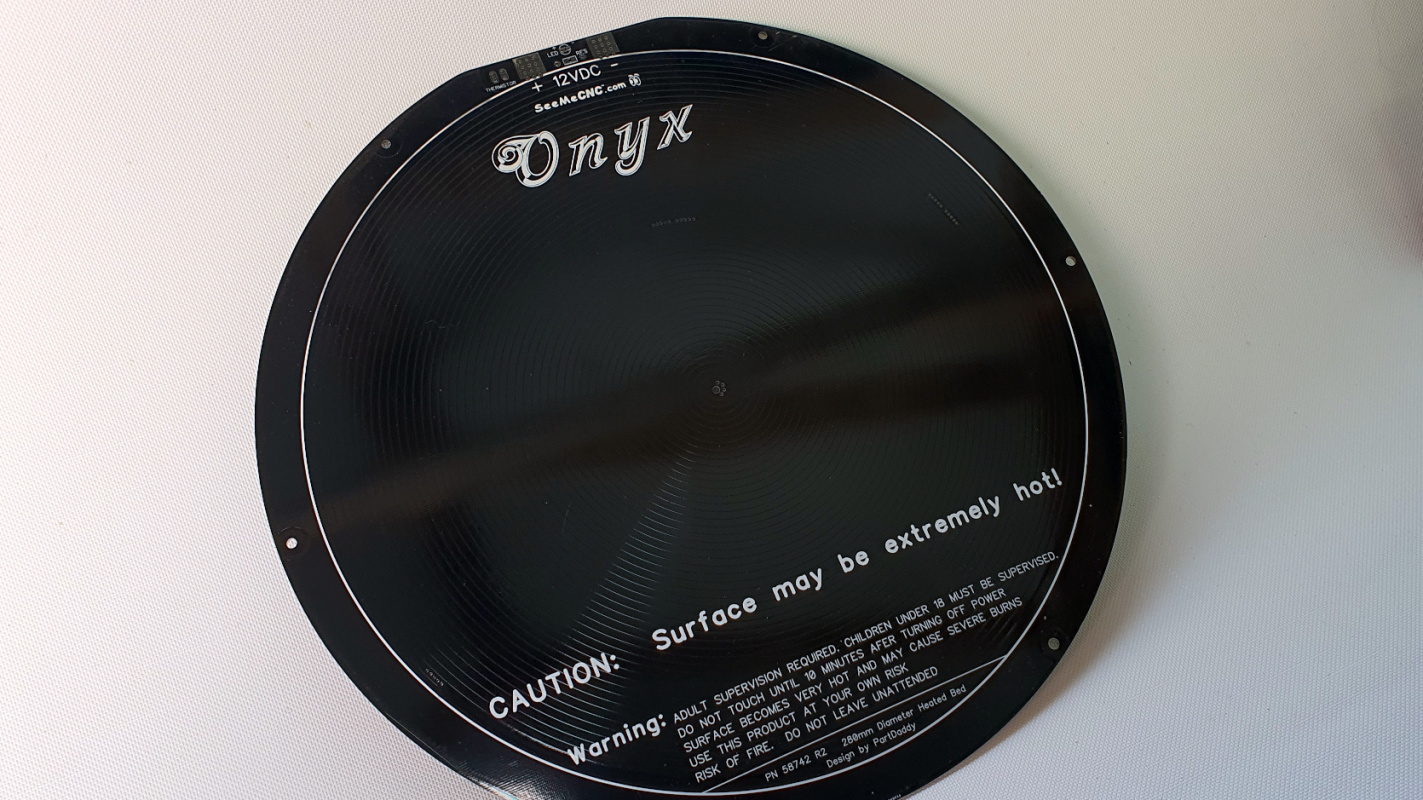 LED
RES
THERMISTOR
+ 12VDC -
SeeMeCNC.com
Onyx
CAUTION: Surface may be extremely hot!
Warning: ADULT SUPERVISION REQUIRED. CHILDREN UNDER 18 MUST BE SUPERVISED.
DO NOT TOUCH UNTIL 10 MINUTES AFER TURNING OFF POWER
SURFACE BECOMES VERY HOT AND MAY CAUSE SEVERE BURNS
USE THIS PRODUCT AT YOUR OWN RISK
RISK OF FIRE. DO NOT LEAVE UNATTENDED
PN 58742 R2 280mm Diameter Heated Bed
Design by PartDaddy